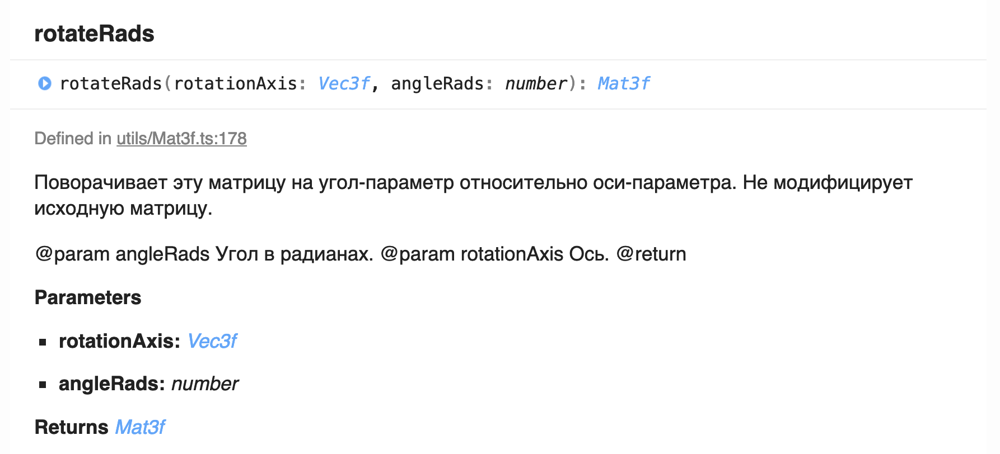 rotateRads
rotateRads(rotationAxis: Vec3f, angleRads: number): Mat3f
Defined in utils/Mat3f.ts:178
Поворачивает эту матрицу на угол-параметр относительно оси-параметра. Не модифицирует
исходную матрицу.
@param angleRads Угол в радианах. @param rotationAxis Ось. @return
Parameters
rotationAxis: Vec3f
angleRads: number
Returns Mat3f